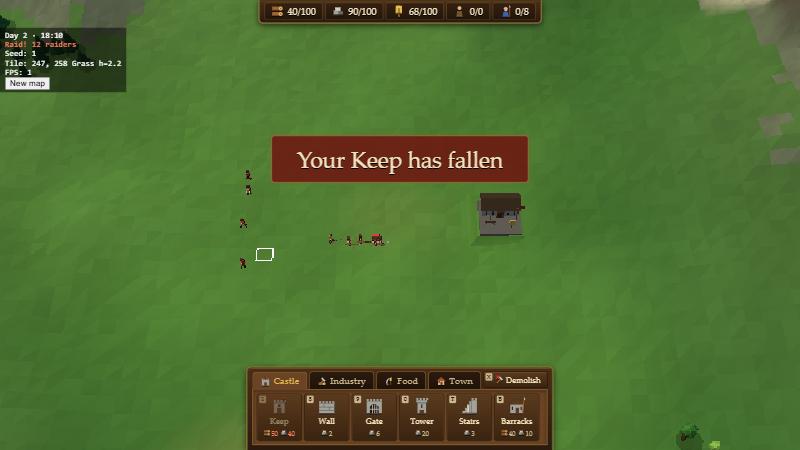 40/100 90/100 68/100 0/0 0/8
Day 2 - 18:10
Raid! 12 raiders
Seed: 1
Tile: 247, 258 Grass h=2.2
FPS: 1
New map
Your Keep has fallen
Castle Industry Food Town X Demolish
Keep Wall Gate Tower Stairs Barracks
50 40 2 6 20 3 40 10